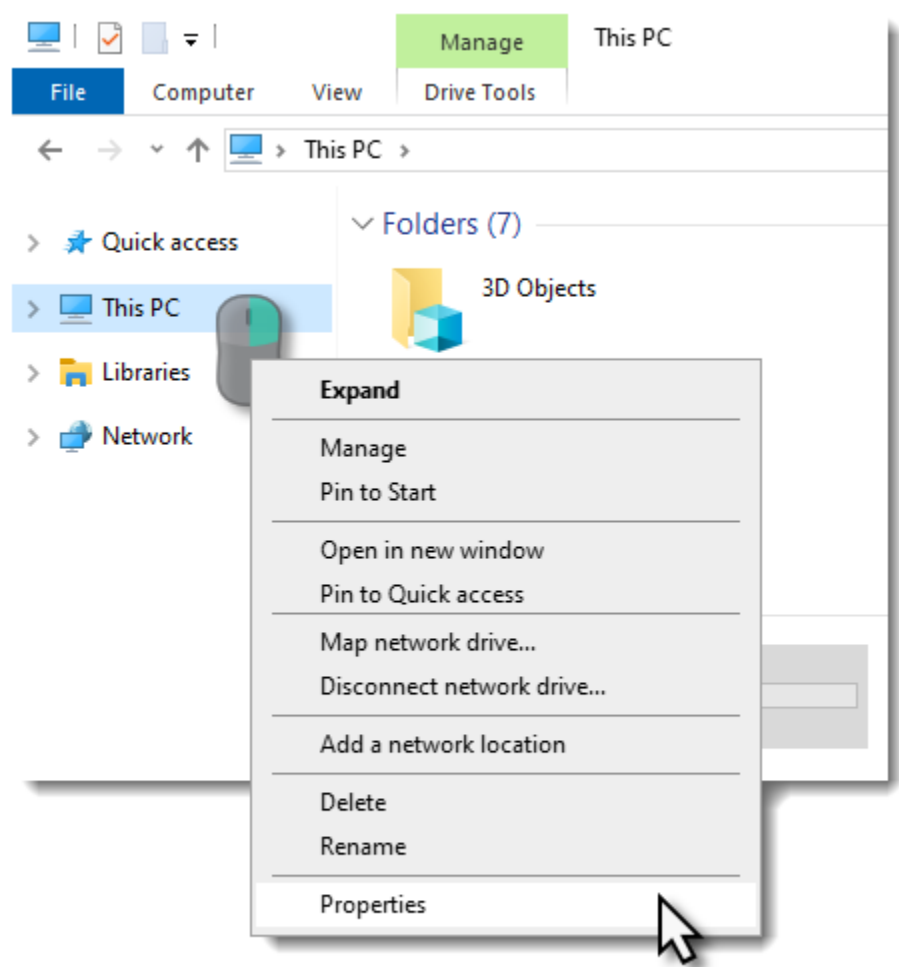 Manage
This PC
File
Computer
View
Drive Tools
This PC
Quick access
This PC
Libraries
Network
Folders (7)
3D Objects
Expand
Manage
Pin to Start
Open in new window
Pin to Quick access
Map network drive...
Disconnect network drive...
Add a network location
Delete
Rename
Properties